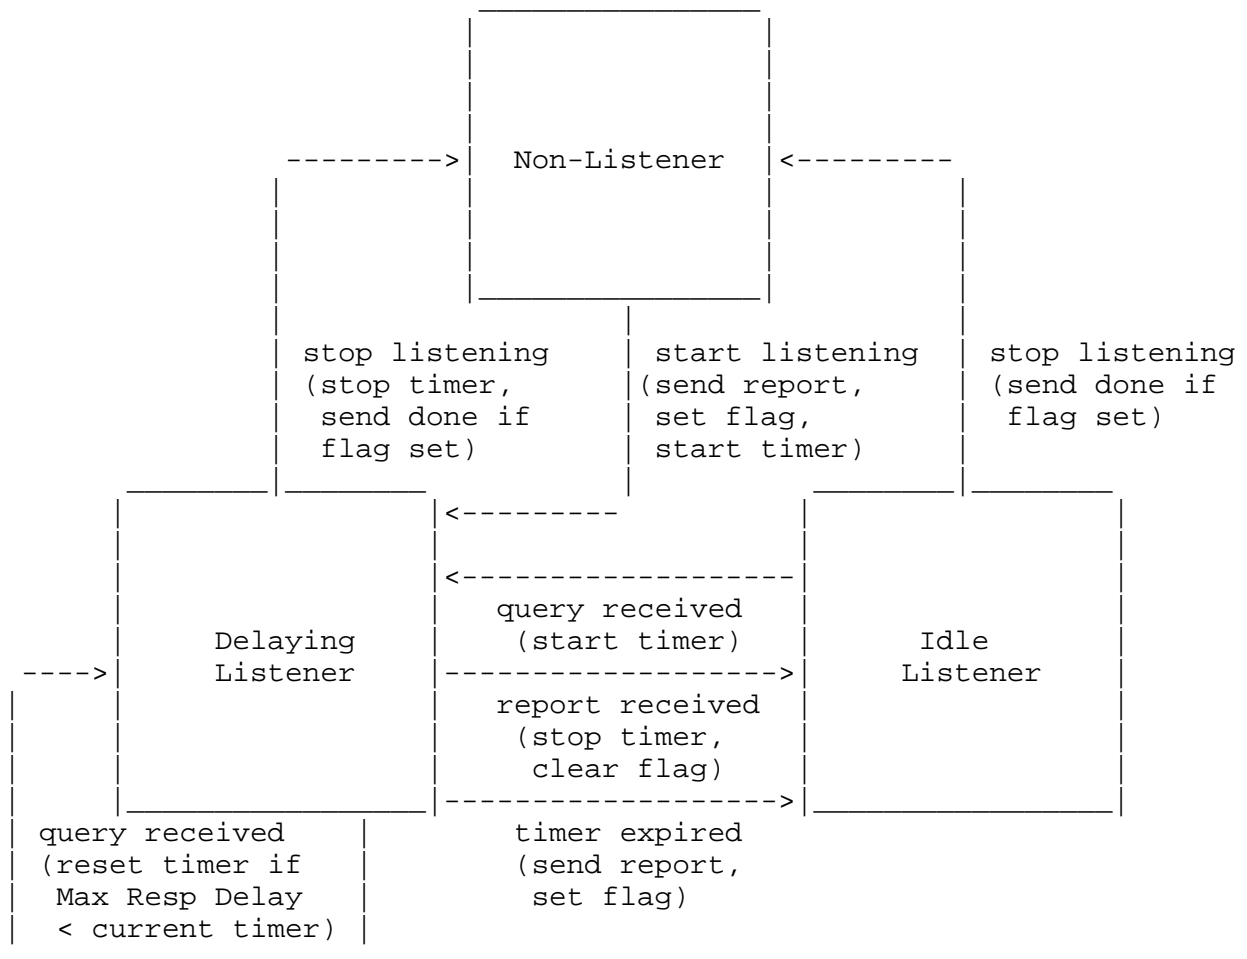 Non-Listener
stop listening
(stop timer,
send done if
flag set)
start listening
(send report,
set flag,
start timer)
stop listening
(send done if
flag set)
query received
(start timer)
Delaying
Listener
Idle
Listener
report received
(stop timer,
clear flag)
query received
(reset timer if
Max Resp Delay
< current timer)
timer expired
(send report,
set flag)